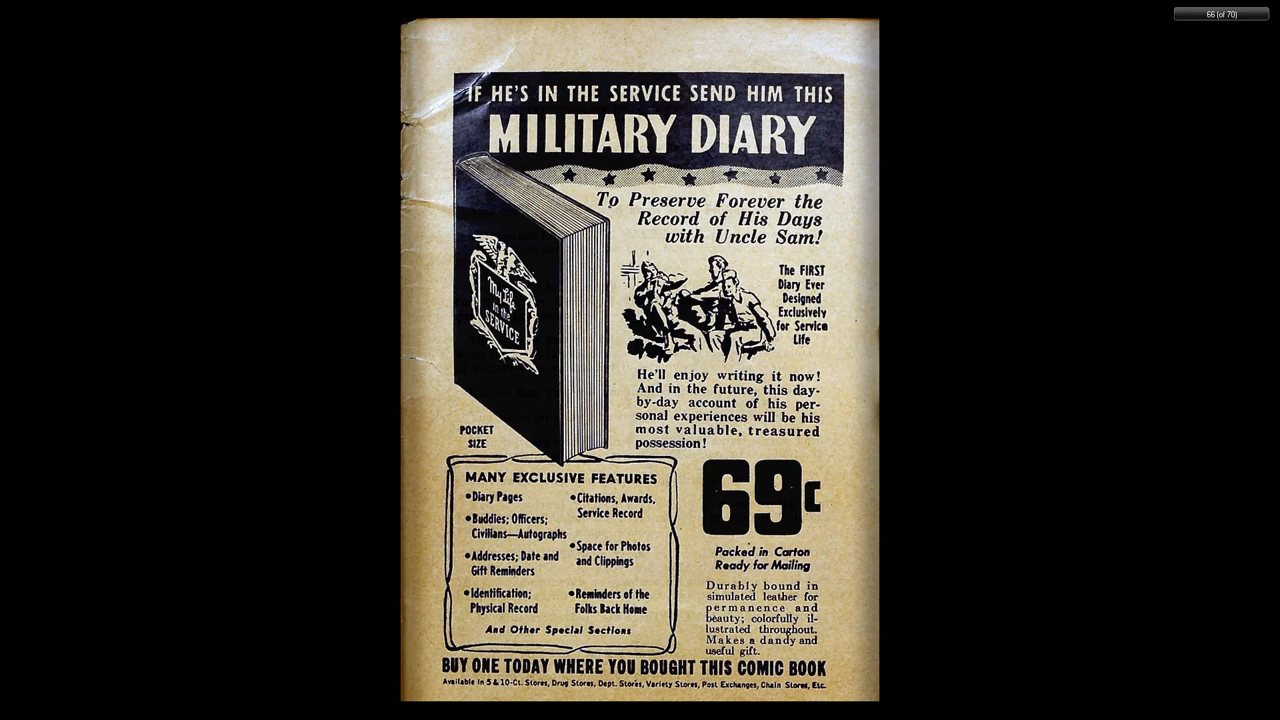 66 (of 70)
IF HE'S IN THE SERVICE SEND HIM THIS
MILITARY DIARY
To Preserve Forever the
Record of His Days
with Uncle Sam!
The FIRST
Diary Ever
Designed
Exclusively
for Service
Life
My Life
in the
SERVICE
He'll enjoy writing it now!
And in the future, this day-
by-day account of his per-
sonal experiences will be his
most valuable, treasured
possession!
POCKET
SIZE
MANY EXCLUSIVE FEATURES
•Diary Pages
•Buddies; Officers;
Civilians—Autographs
•Addresses; Date and
Gift Reminders
•Identification;
Physical Record
•Citations, Awards,
Service Record
•Space for Photos
and Clippings
•Reminders of the
Folks Back Home
And Other Special Sections
69c
Packed in Carton
Ready for Mailing
Durably bound in
simulated leather for
permanence and
beauty; colorfully il-
lustrated throughout.
Makes a dandy and
useful gift.
BUY ONE TODAY WHERE YOU BOUGHT THIS COMIC BOOK
Available in 5 & 10-Ct. Stores, Drug Stores, Dept. Stores, Variety Stores, Post Exchanges, Chain Stores, Etc.